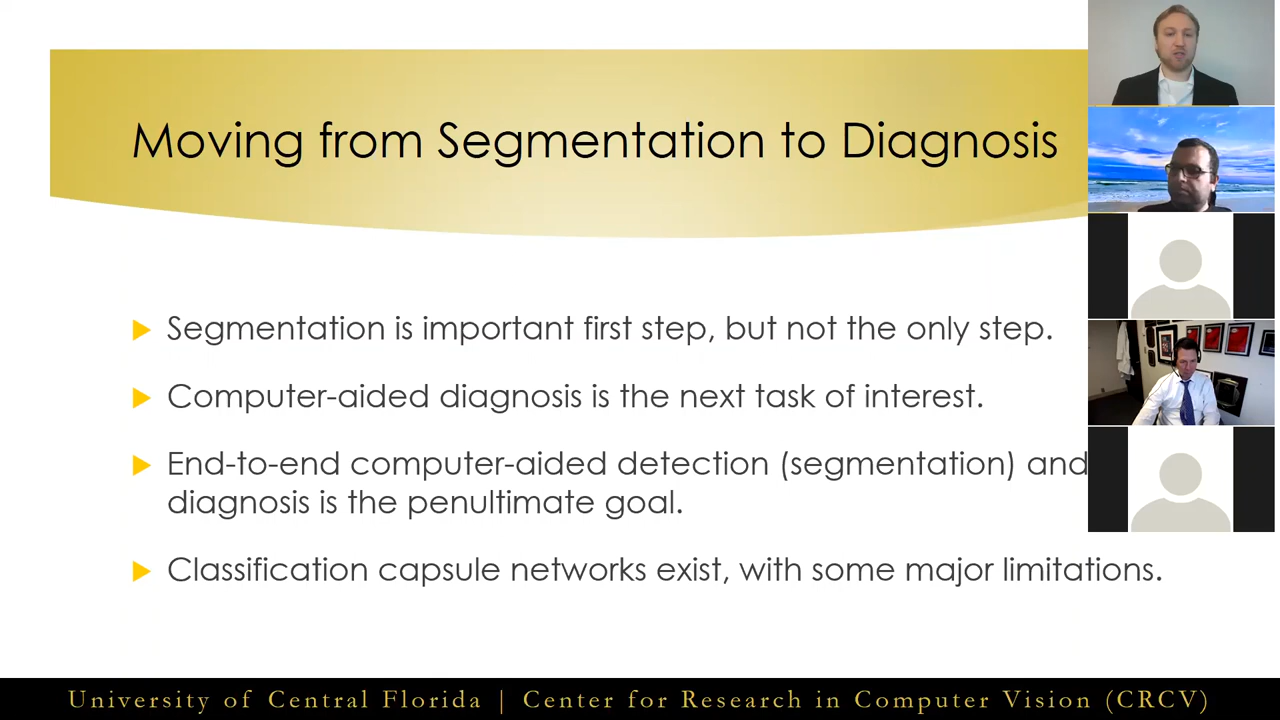 Moving from Segmentation to Diagnosis
Segmentation is important first step, but not the only step.
Computer-aided diagnosis is the next task of interest.
End-to-end computer-aided detection (segmentation) and
diagnosis is the penultimate goal.
Classification capsule networks exist, with some major limitations.
University of Central Florida | Center for Research in Computer Vision (CRCV)